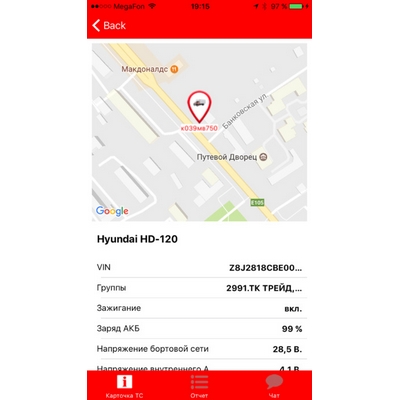 MegaFon 19:15 97 %
Back
Макдоналдс
Банковская ул
к039мв750
Путевой Дворец
E105
Google
Hyundai HD-120
VIN Z8J2818CBE00...
Группы 2991.ТК ТРЕЙД,...
Зажигание вкл.
Заряд АКБ 99 %
Напряжение бортовой сети 28,5 В.
Напряжение внутреннего А 4,1 В.
Карточка ТС Отчет Чат